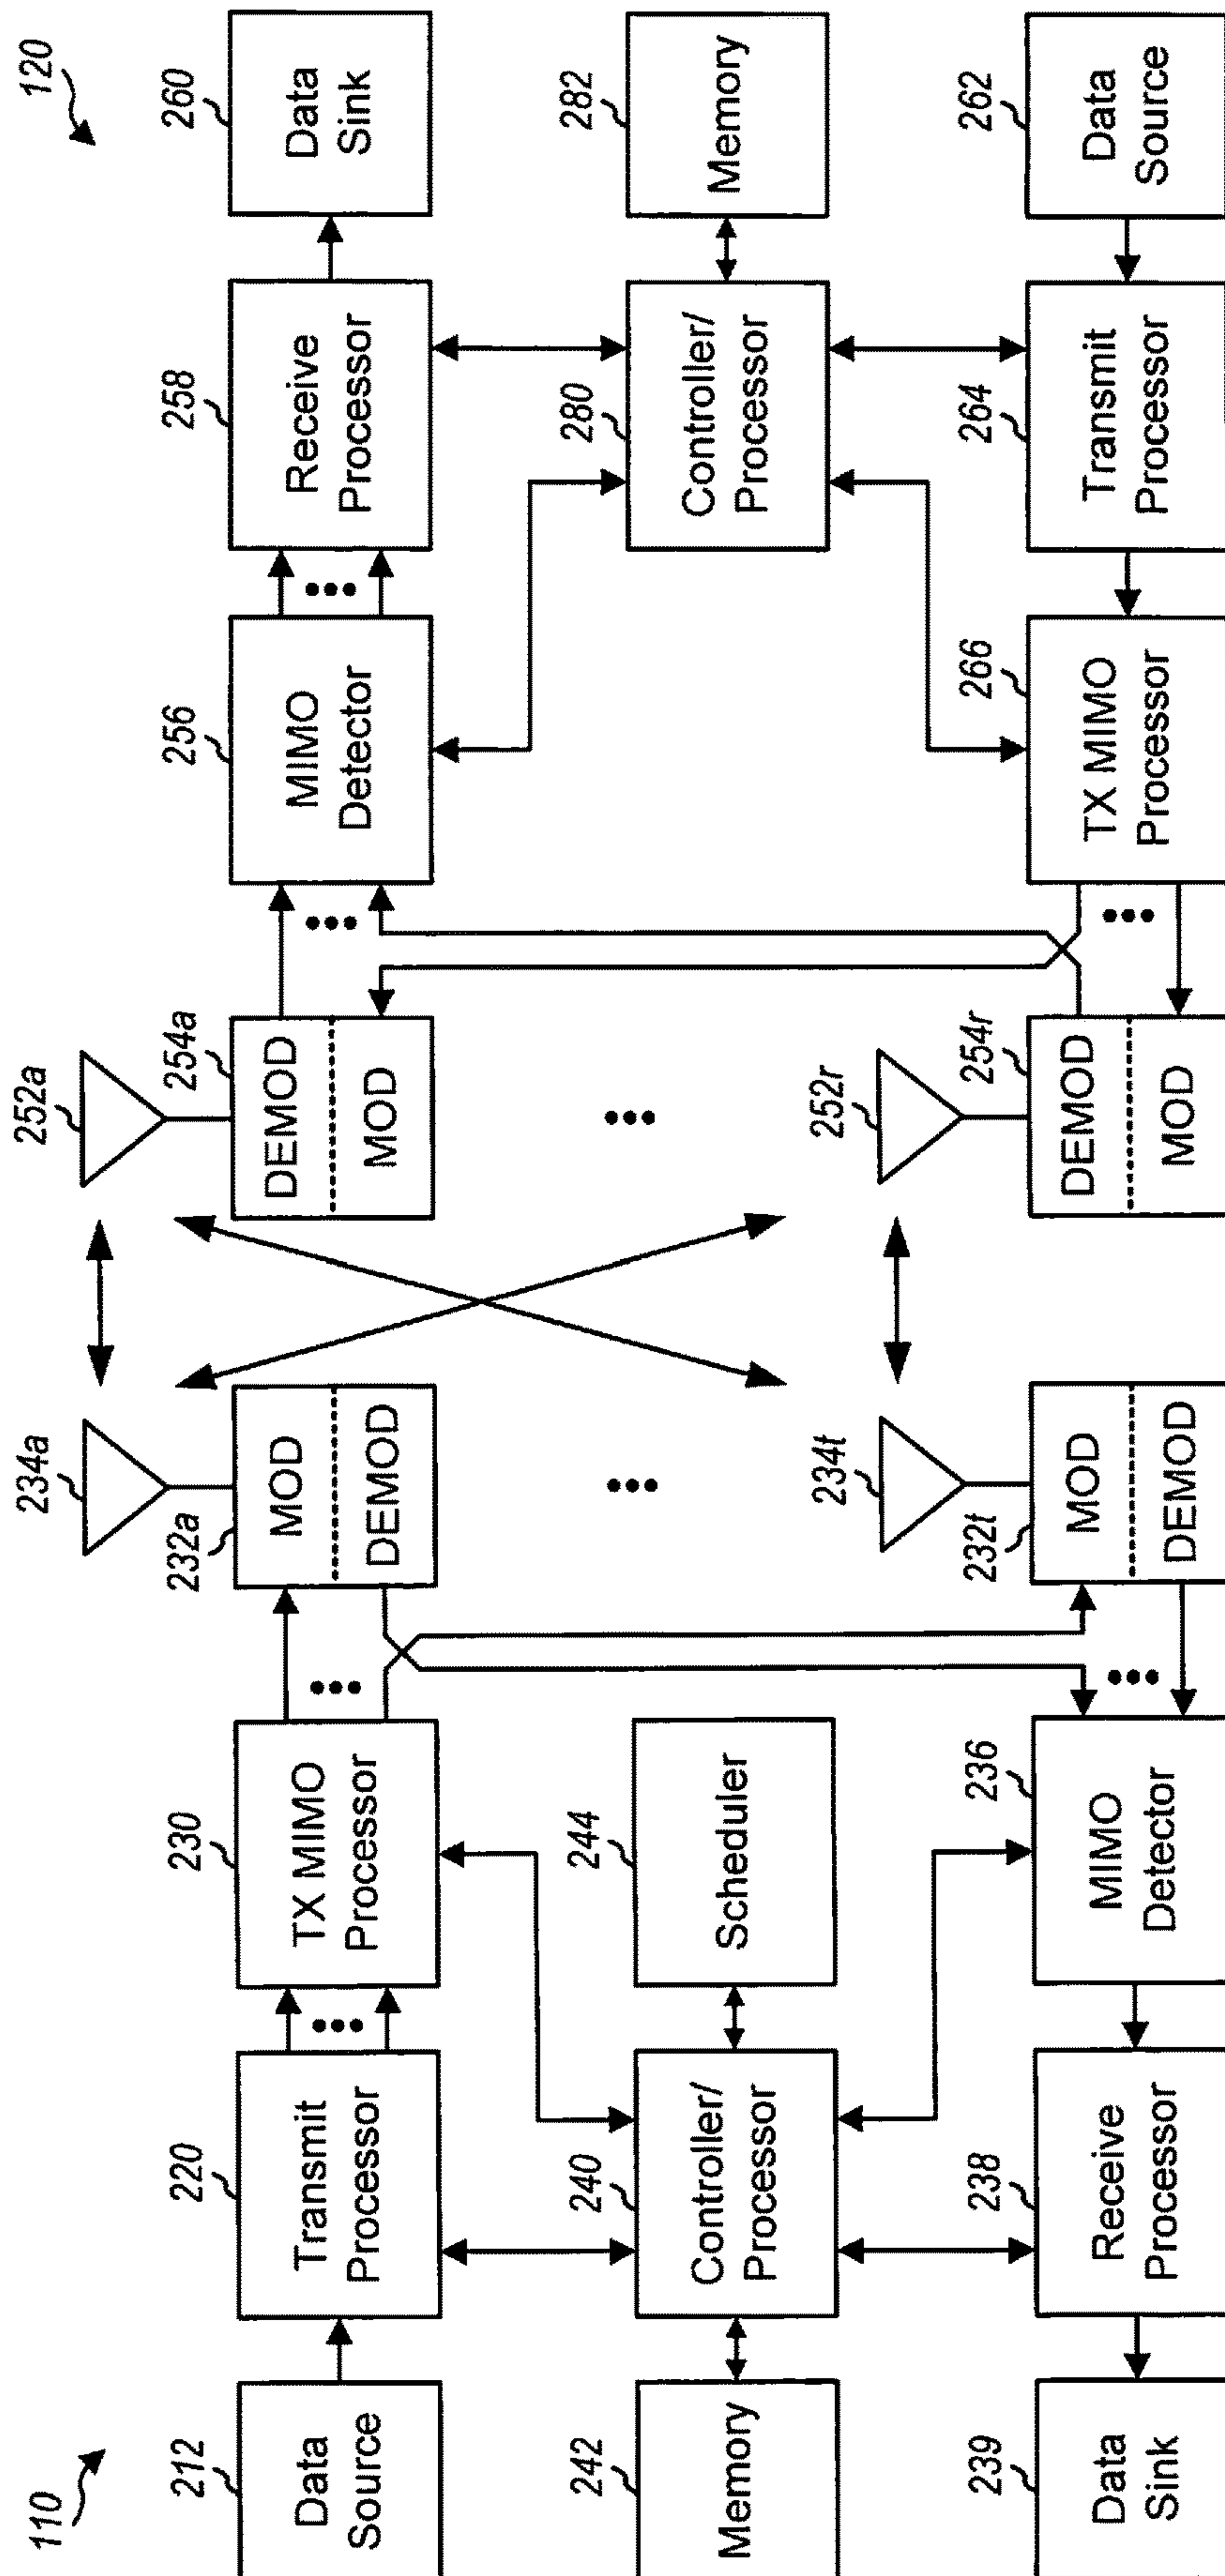 110
120
212
Data
Source
220
Transmit
Processor
230
TX MIMO
Processor
232a
MOD
DEMOD
234a
252a
254a
DEMOD
MOD
256
MIMO
Detector
258
Receive
Processor
260
Data
Sink
242
Memory
240
Controller/
Processor
244
Scheduler
280
Controller/
Processor
282
Memory
239
Data
Sink
238
Receive
Processor
236
MIMO
Detector
232t
MOD
DEMOD
234t
252r
254r
DEMOD
MOD
266
TX MIMO
Processor
264
Transmit
Processor
262
Data
Source